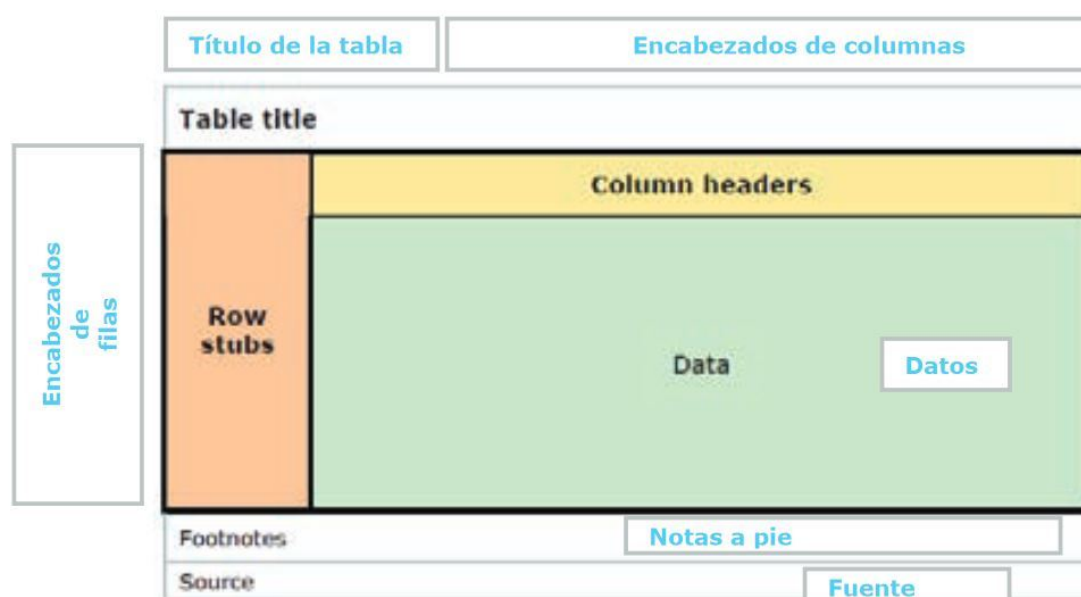 Título de la tabla
Encabezados de columnas
Table title
Column headers
Encabezados
de
filas
Row
stubs
Data
Datos
Footnotes
Notas a pie
Source
Fuente